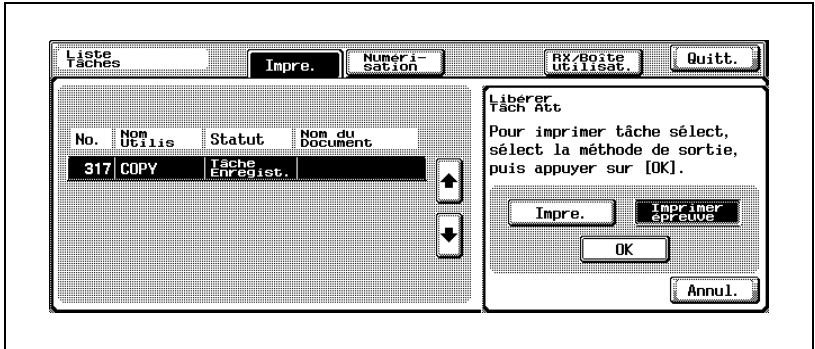 Liste
Tâches
Impre.
Numéri-
sation
RX/Boîte
utilisat.
Quitt.
No.
Nom
Utilis
Statut
Nom du
Document
317
COPY
Tâche
Enregist.
Libérer
Tâch Att
Pour imprimer tâche sélect,
sélect la méthode de sortie,
puis appuyer sur [OK].
Impre.
Imprimer
épreuve
OK
Annul.